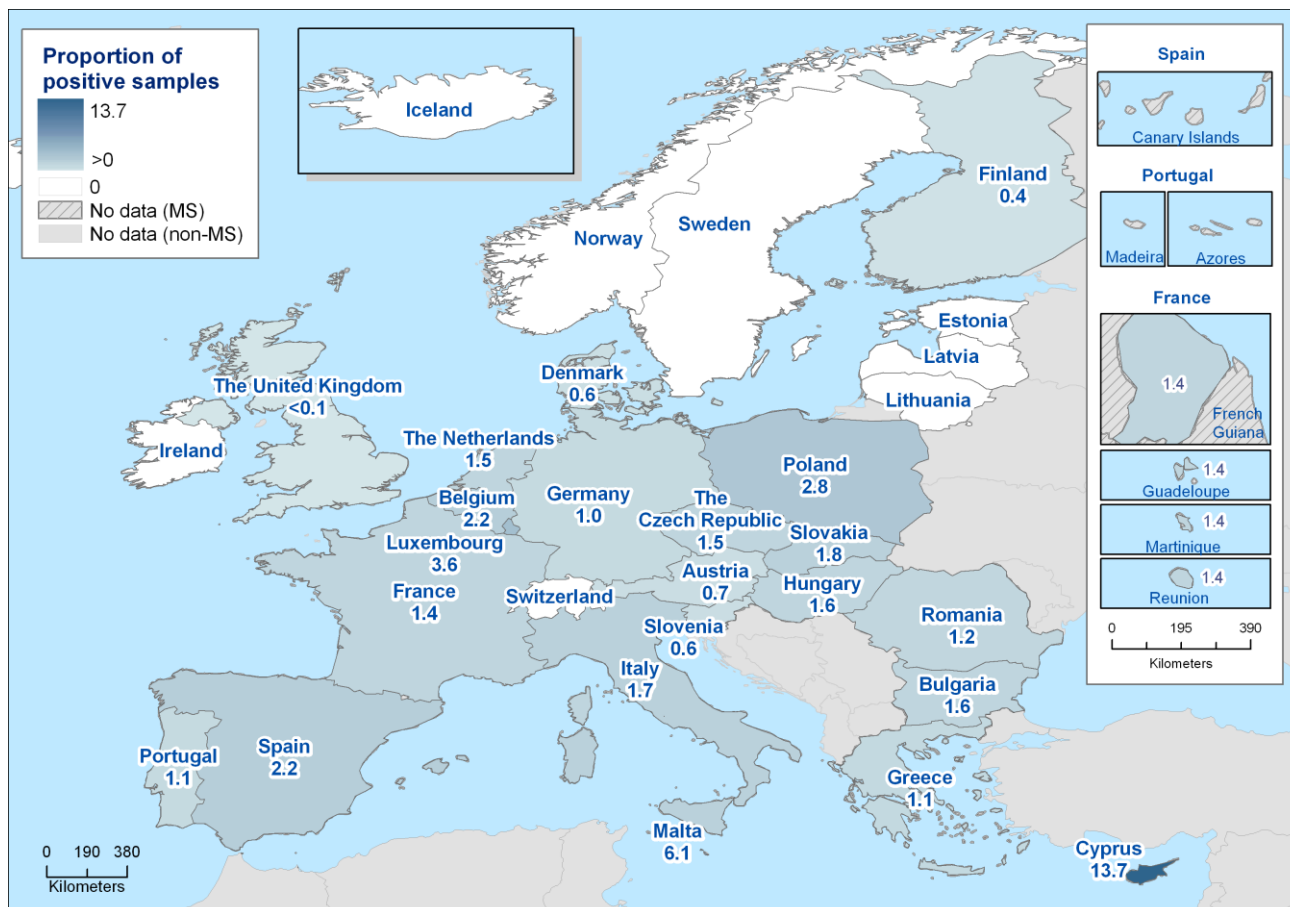 Proportion of
positive samples
13.7
>0
0
No data (MS)
No data (non-MS)
Iceland
Spain
Canary Islands
Portugal
Madeira
Azores
France
1.4
French
Guiana
1.4
Guadeloupe
1.4
Martinique
1.4
Reunion
0 195 390
Kilometers
Finland
0.4
Norway
Sweden
Estonia
Latvia
Lithuania
Denmark
0.6
The United Kingdom
<0.1
Ireland
The Netherlands
1.5
Belgium
2.2
Luxembourg
3.6
Germany
1.0
Poland
2.8
The
Czech Republic
1.5
Slovakia
1.8
Austria
0.7
Hungary
1.6
France
1.4
Switzerland
Slovenia
0.6
Romania
1.2
Italy
1.7
Bulgaria
1.6
Portugal
1.1
Spain
2.2
Greece
1.1
Malta
6.1
Cyprus
13.7
0 190 380
Kilometers